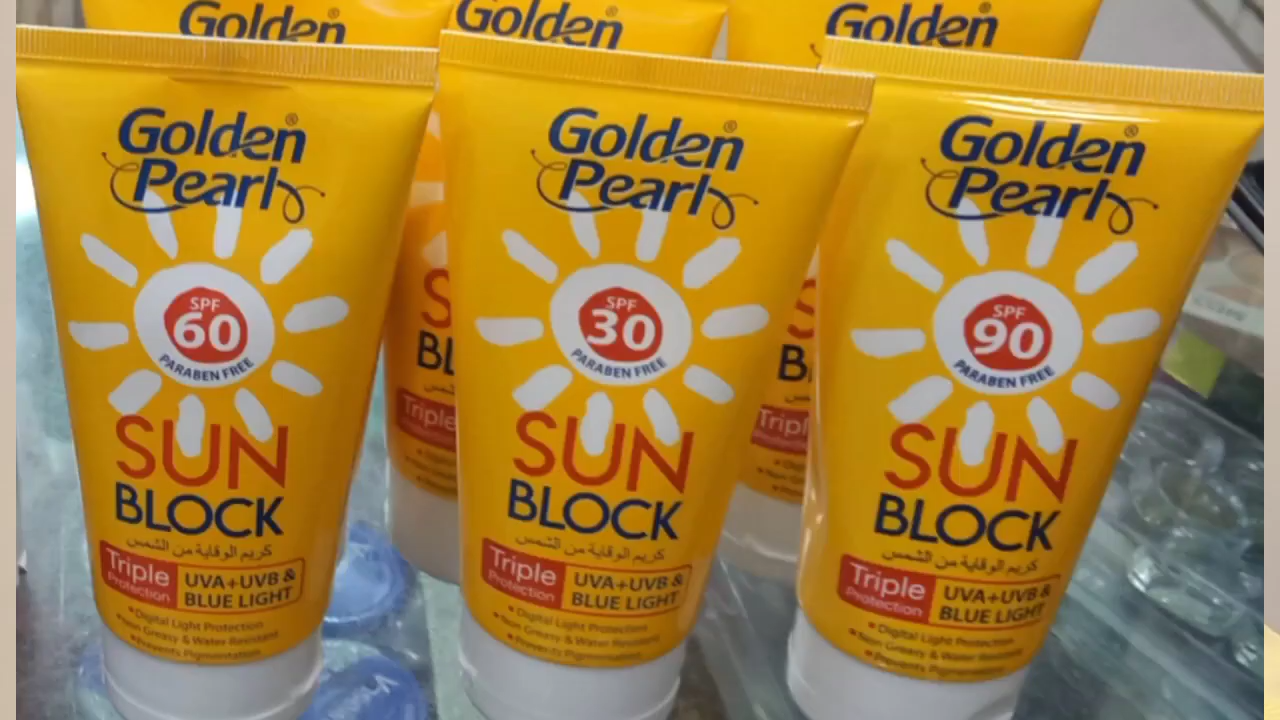 Golden
Golden
Golden
Golden®
Pearl
SPF
60
PARABEN FREE
SUN
BLOCK
كريم الوقاية من الشمس
Triple
Protection
UVA+UVB &
BLUE LIGHT
Digital Light Protection
Non Greasy & Water Resistant
Prevents Pigmentation
Golden®
Pearl
SPF
30
PARABEN FREE
SUN
BLOCK
كريم الوقاية من الشمس
Triple
Protection
UVA+UVB &
BLUE LIGHT
Digital Light Protection
Non Greasy & Water Resistant
Prevents Pigmentation
Golden®
Pearl
SPF
90
PARABEN FREE
SUN
BLOCK
كريم الوقاية من الشمس
Triple
Protection
UVA+UVB &
BLUE LIGHT
Digital Light Protection
Non Greasy & Water Resistant
Prevents Pigmentation
S
BL
Triple
S
B
Tripl